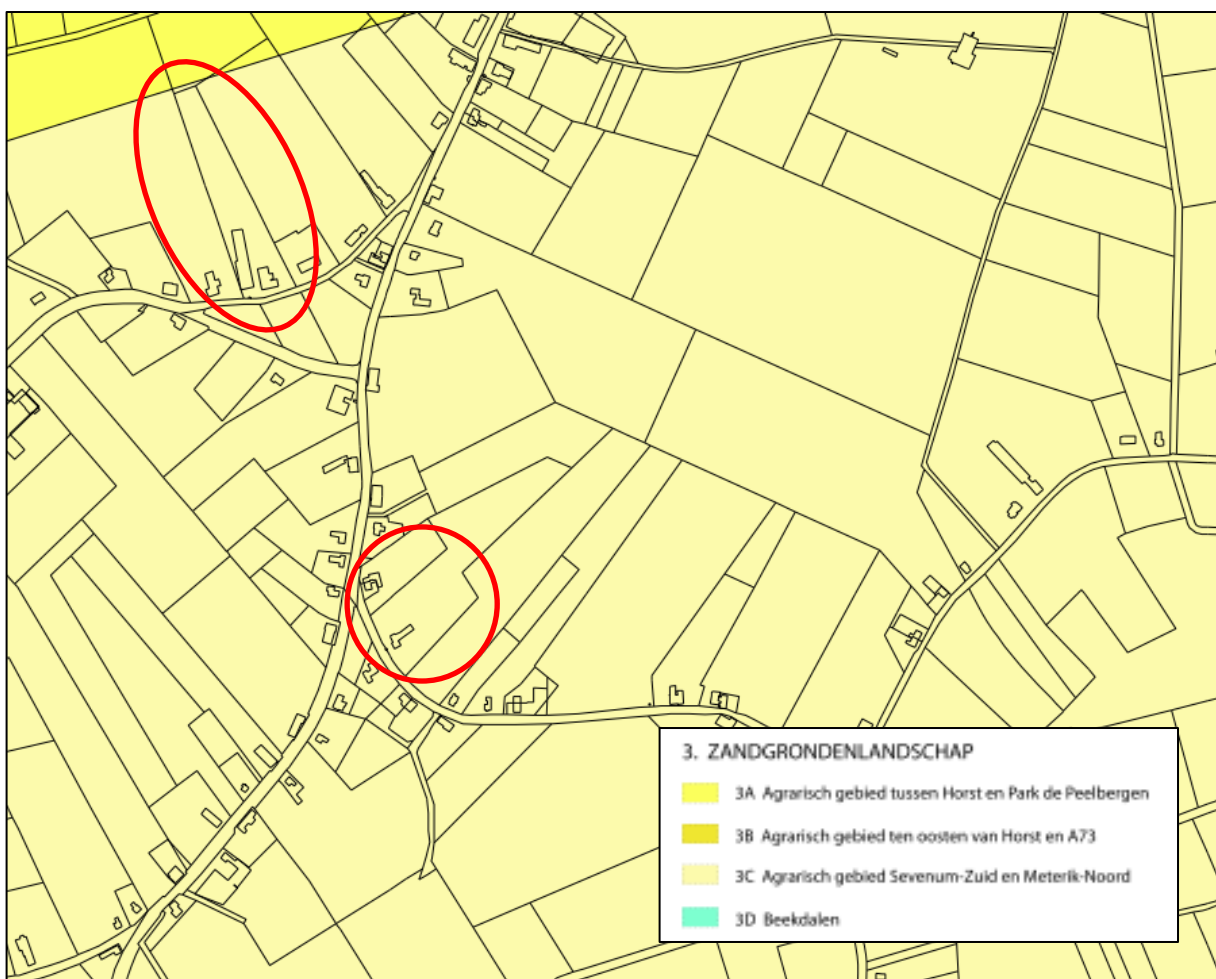 3. ZANDGRONDENLANDSCHAP
3A Agrarisch gebied tussen Horst en Park de Peelbergen
3B Agrarisch gebied ten oosten van Horst en A73
3C Agrarisch gebied Sevenum-Zuid en Meterik-Noord
3D Beekdalen